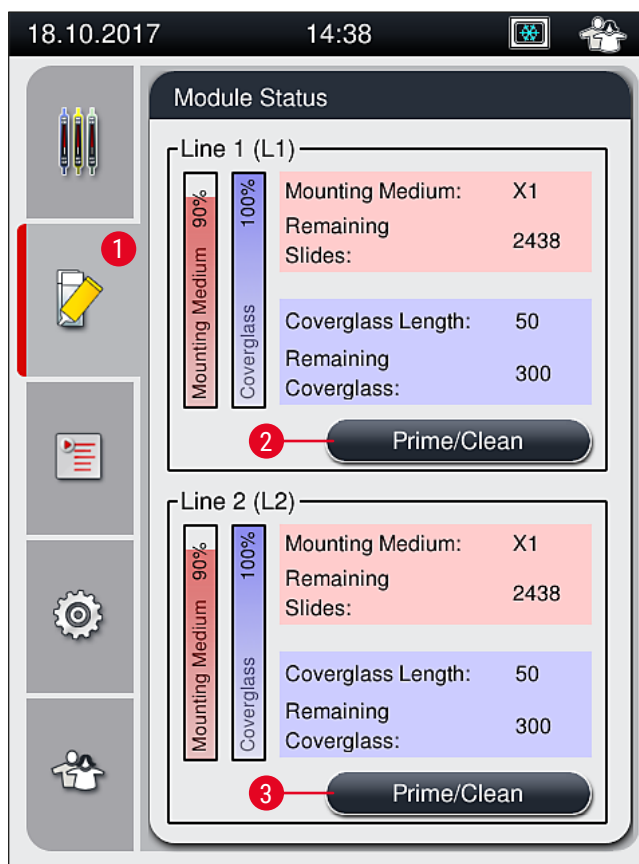 18.10.2017 14:38
1
Module Status
Line 1 (L1)
Mounting Medium 90%
Coverglass 100%
Mounting Medium: X1
Remaining
Slides: 2438
Coverglass Length: 50
Remaining
Coverglass: 300
2 Prime/Clean
Line 2 (L2)
Mounting Medium 90%
Coverglass 100%
Mounting Medium: X1
Remaining
Slides: 2438
Coverglass Length: 50
Remaining
Coverglass: 300
3 Prime/Clean